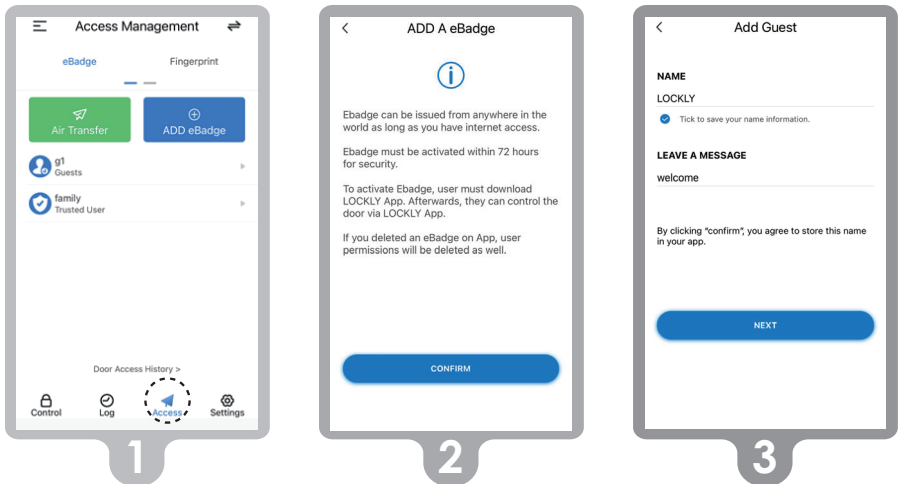 Access Management
eBadge
Fingerprint
Air Transfer
ADD eBadge
g1
Guests
family
Trusted User
Door Access History >
Control
Log
Access
Settings
1
ADD A eBadge
Ebadge can be issued from anywhere in the
world as long as you have internet access.
Ebadge must be activated within 72 hours
for security.
To activate Ebadge, user must download
LOCKLY App. Afterwards, they can control the
door via LOCKLY App.
If you deleted an eBadge on App, user
permissions will be deleted as well.
CONFIRM
2
Add Guest
NAME
LOCKLY
Tick to save your name information.
LEAVE A MESSAGE
welcome
By clicking “confirm”, you agree to store this name
in your app.
NEXT
3